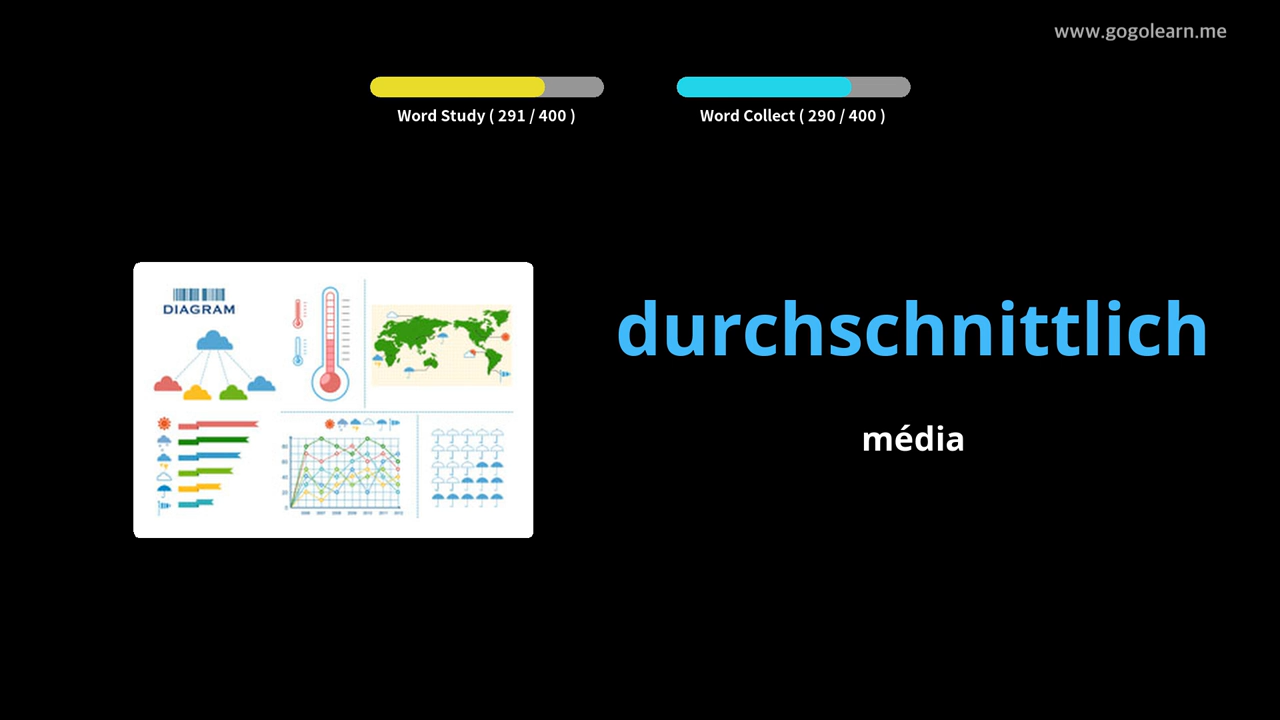 www.gogolearn.me
Word Study ( 291 / 400 )
Word Collect ( 290 / 400 )
DIAGRAM
durchschnittlich
média